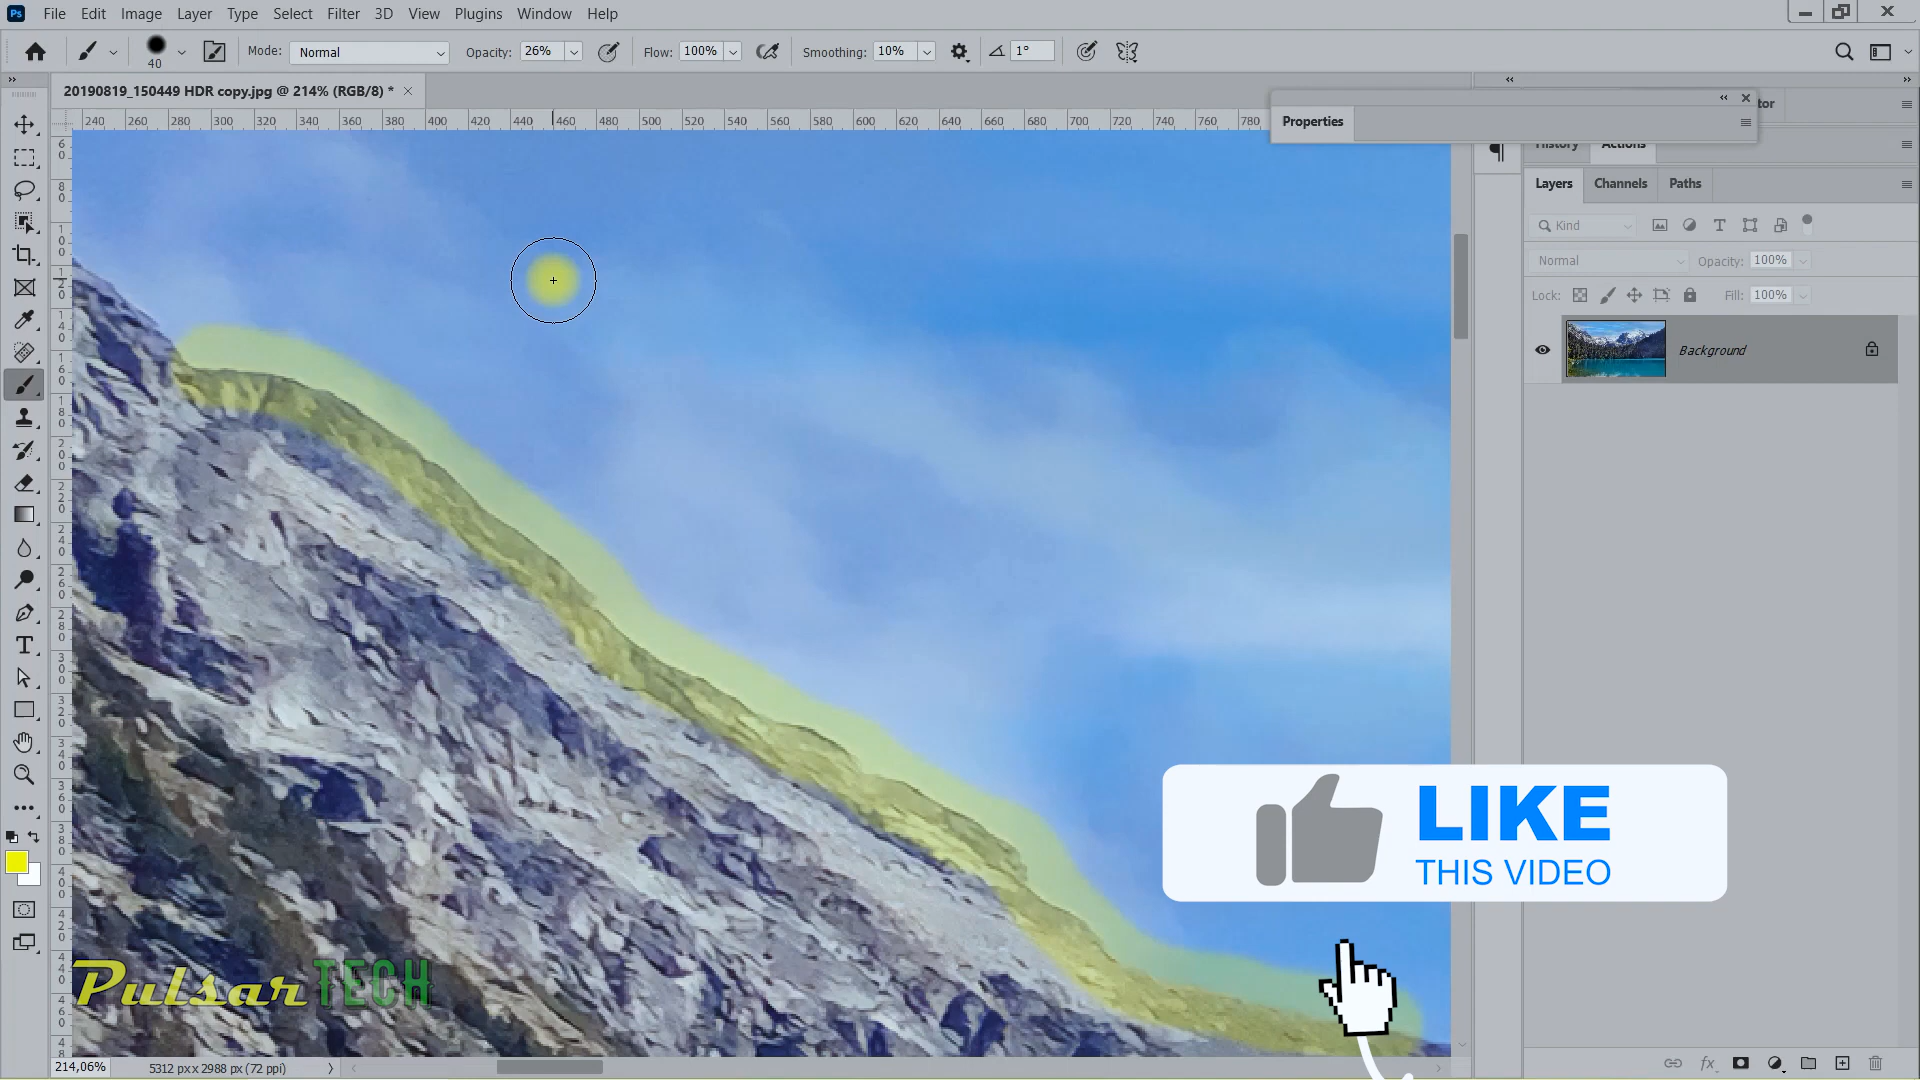 Ps File Edit Image Layer Type Select Filter 3D View Plugins Window Help
40 Mode: Normal Opacity: 26% Flow: 100% Smoothing: 10% 1°
20190819_150449 HDR copy.jpg @ 214% (RGB/8) *
240 260 280 300 320 340 360 380 400 420 440 460 480 500 520 540 560 580 600 620 640 660 680 700 720 740 760 780
Properties
History Actions
Layers Channels Paths
Kind
Normal Opacity: 100%
Lock: Fill: 100%
Background
LIKE
THIS VIDEO
Pulsar TECH
214,06% 5312 px x 2988 px (72 ppi)